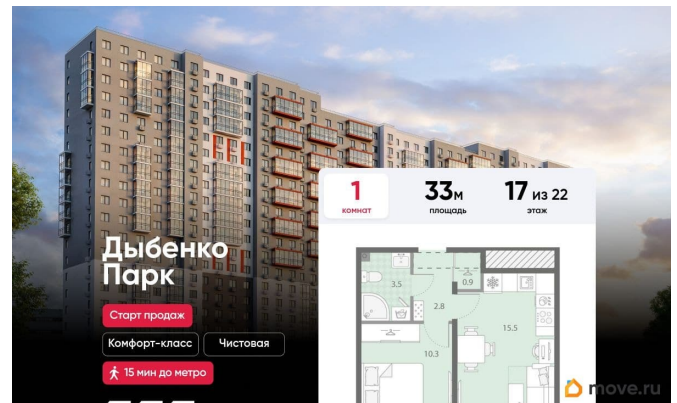 1
комнат
33м
площадь
17 из 22
этаж
Дыбенко
Парк
Старт продаж
Комфорт-класс
Чистовая
15 мин до метро
3.5
0.9
2.8
15.5
10.3
move.ru